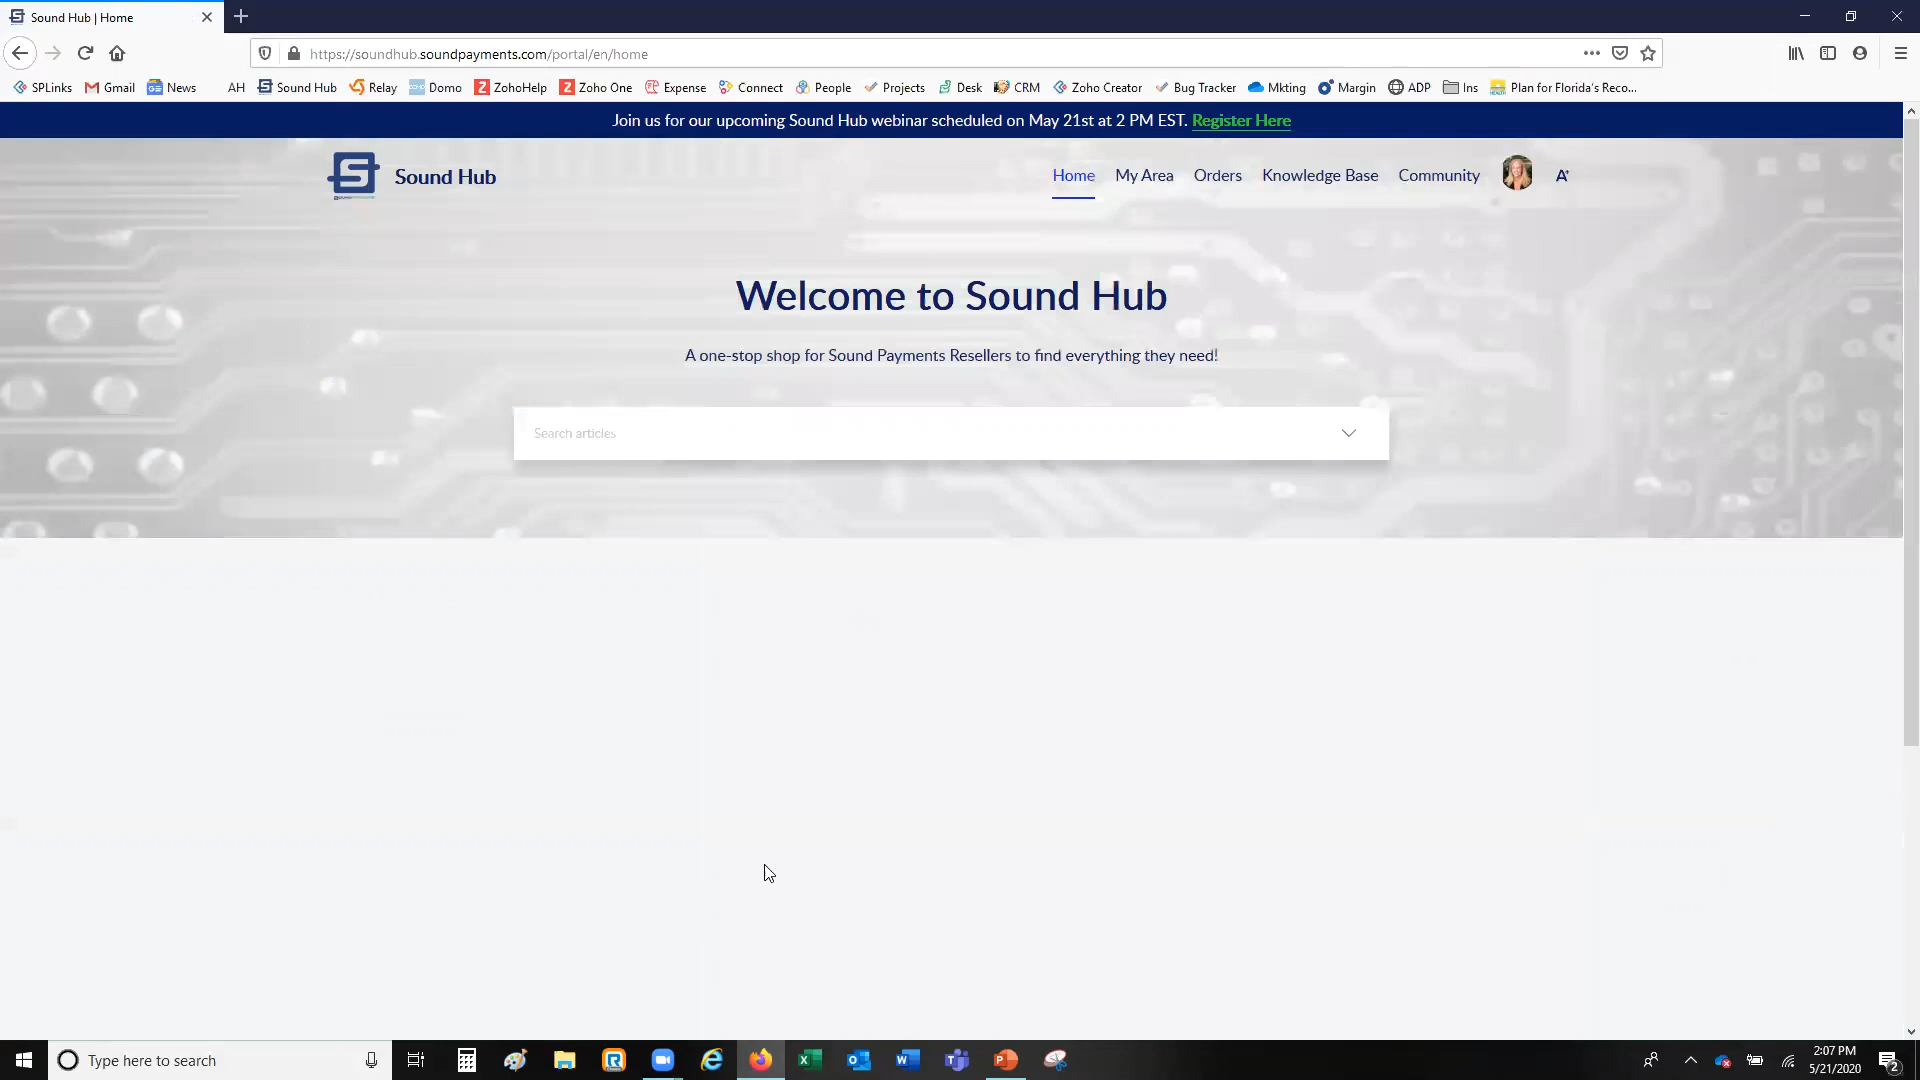 Sound Hub | Home
https://soundhub.soundpayments.com/portal/en/home
SPLinks Gmail News AH Sound Hub Relay Domo ZohoHelp Zoho One Expense Connect People Projects Desk CRM Zoho Creator Bug Tracker Mkting Margin ADP Ins Plan for Florida's Reco...
Join us for our upcoming Sound Hub webinar scheduled on May 21st at 2 PM EST. Register Here
Sound Hub
Home My Area Orders Knowledge Base Community A+
Welcome to Sound Hub
A one-stop shop for Sound Payments Resellers to find everything they need!
Search articles
Type here to search
2:07 PM
5/21/2020
2